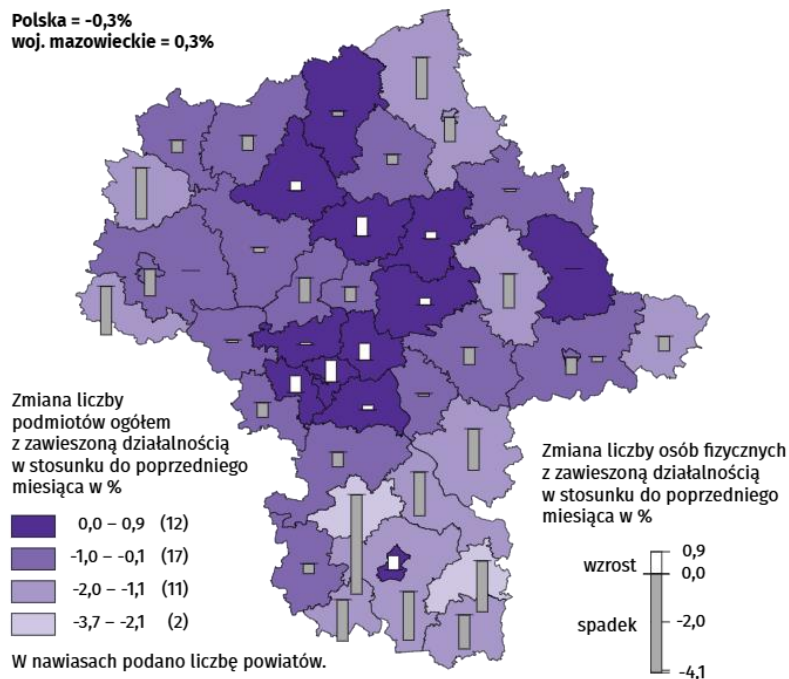 Polska = -0,3%
woj. mazowieckie = 0,3%
Zmiana liczby
podmiotów ogółem
z zawieszoną działalnością
w stosunku do poprzedniego
miesiąca w %
0,0 – 0,9 (12)
-1,0 – -0,1 (17)
-2,0 – -1,1 (11)
-3,7 – -2,1 (2)
W nawiasach podano liczbę powiatów.
Zmiana liczby osób fizycznych
z zawieszoną działalnością
w stosunku do poprzedniego
miesiąca w %
wzrost
spadek
0,9
0,0
-2,0
-4,1